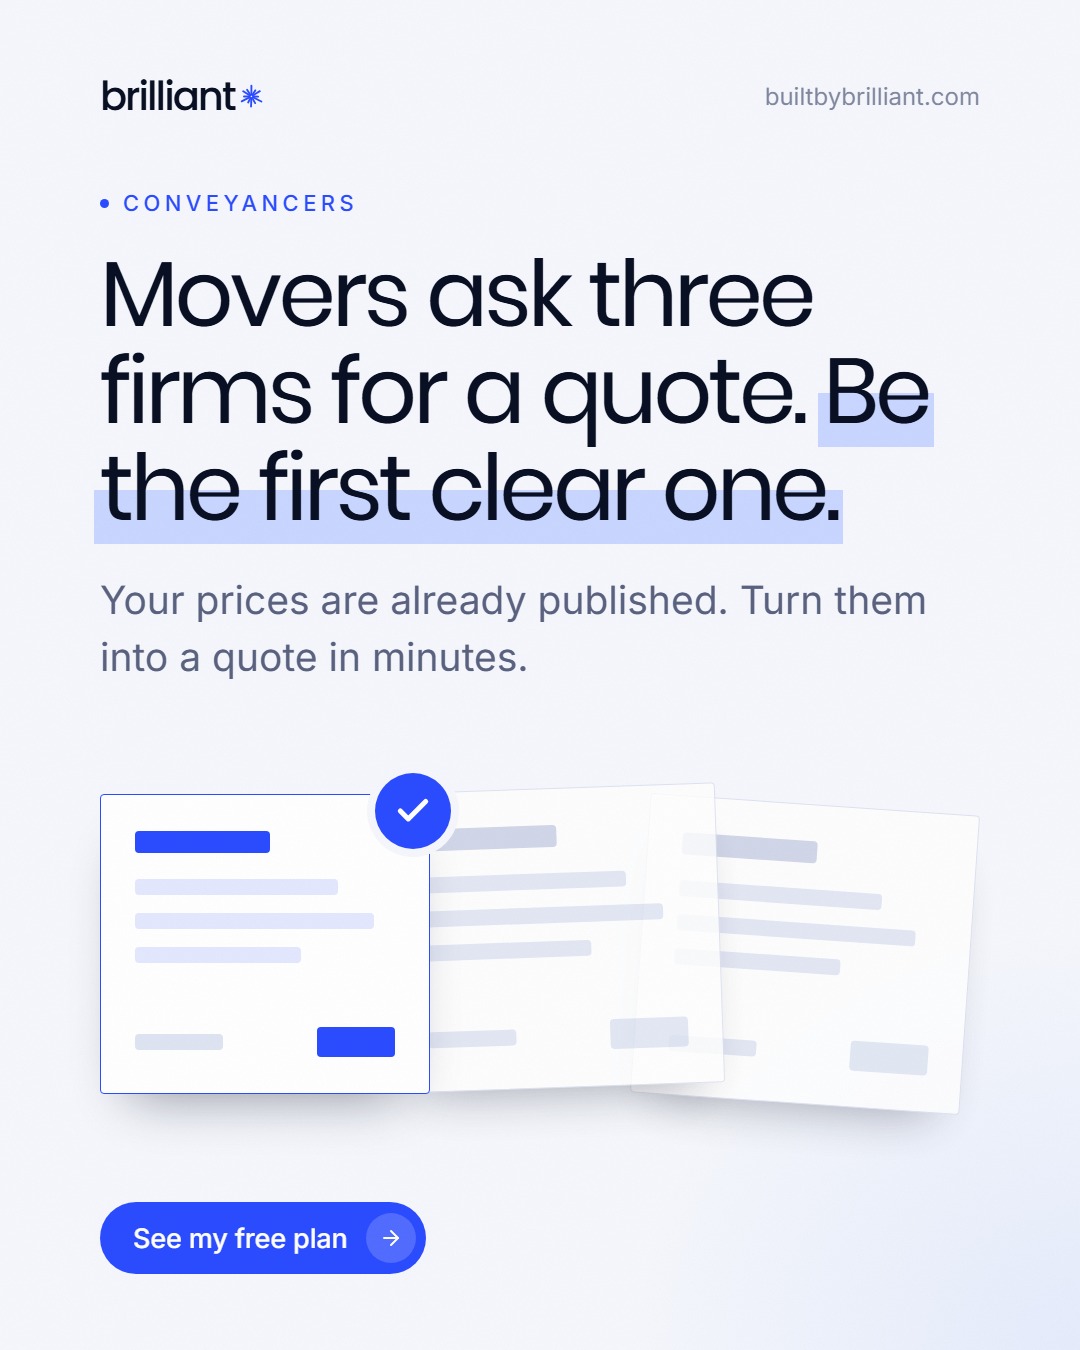 brilliant
builtbybrilliant.com
CONVEYANCERS
Movers ask three
firms for a quote. Be
the first clear one.
Your prices are already published. Turn them
into a quote in minutes.
See my free plan